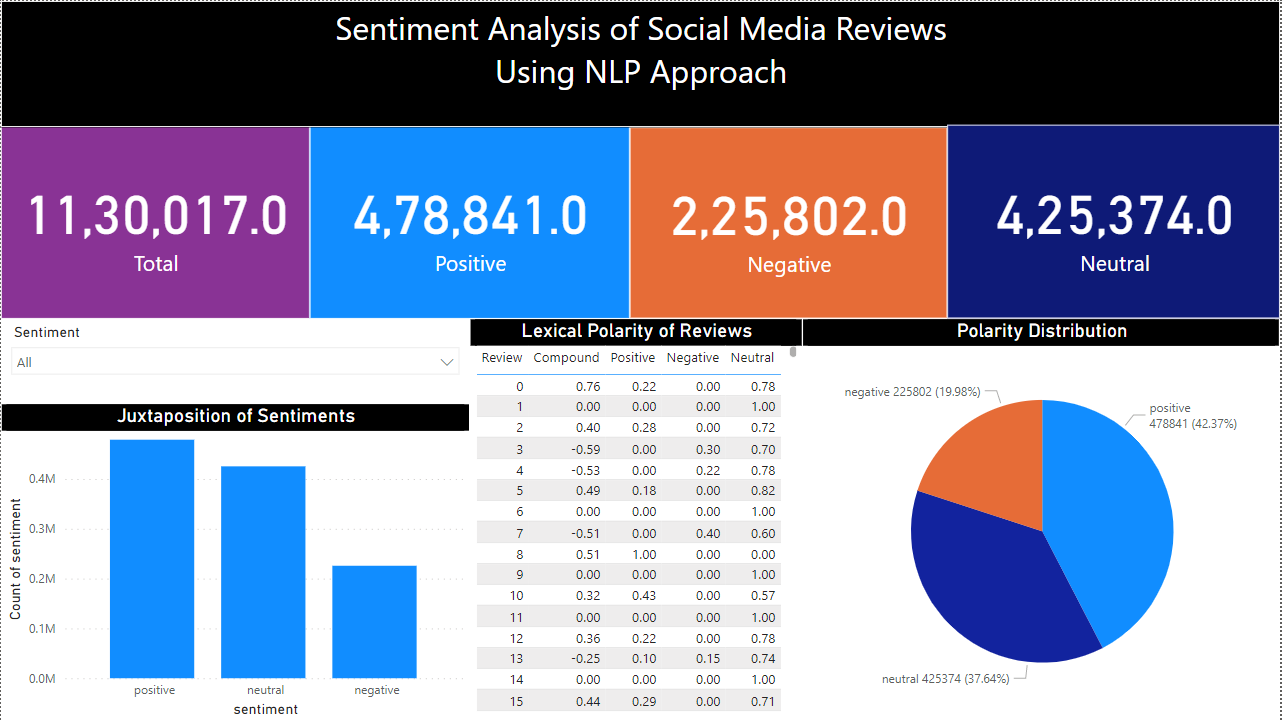 Sentiment Analysis of Social Media Reviews
Using NLP Approach
11,30,017.0
Total
4,78,841.0
Positive
2,25,802.0
Negative
4,25,374.0
Neutral
Sentiment
All
Juxtaposition of Sentiments
Count of sentiment
0.4M
0.3M
0.2M
0.1M
0.0M
positive neutral negative
sentiment
Lexical Polarity of Reviews
Review Compound Positive Negative Neutral
0 0.76 0.22 0.00 0.78
1 0.00 0.00 0.00 1.00
2 0.40 0.28 0.00 0.72
3 -0.59 0.00 0.30 0.70
4 -0.53 0.00 0.22 0.78
5 0.49 0.18 0.00 0.82
6 0.00 0.00 0.00 1.00
7 -0.51 0.00 0.40 0.60
8 0.51 1.00 0.00 0.00
9 0.00 0.00 0.00 1.00
10 0.32 0.43 0.00 0.57
11 0.00 0.00 0.00 1.00
12 0.36 0.22 0.00 0.78
13 -0.25 0.10 0.15 0.74
14 0.00 0.00 0.00 1.00
15 0.44 0.29 0.00 0.71
Polarity Distribution
negative 225802 (19.98%)
positive
478841 (42.37%)
neutral 425374 (37.64%)